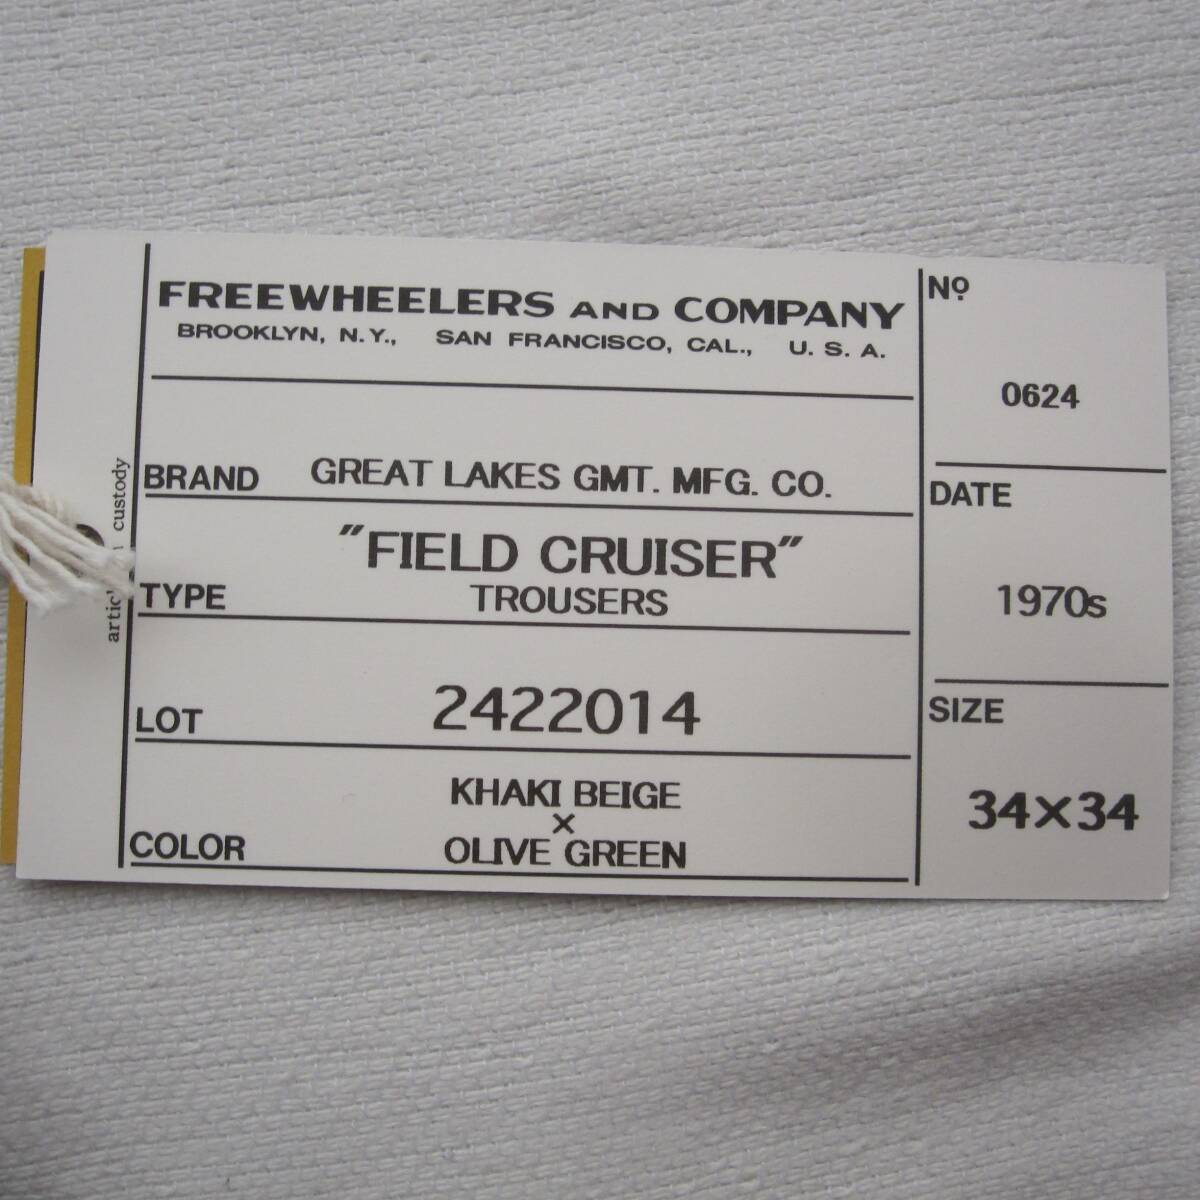 FREEWHEELERS AND COMPANY
BROOKLYN, N.Y., SAN FRANCISCO, CAL., U. S. A.
BRAND GREAT LAKES GMT. MFG. CO.
"FIELD CRUISER"
TYPE TROUSERS
LOT 2422014
KHAKI BEIGE
×
COLOR OLIVE GREEN
Nº
0624
DATE
1970s
SIZE
34×34
custody